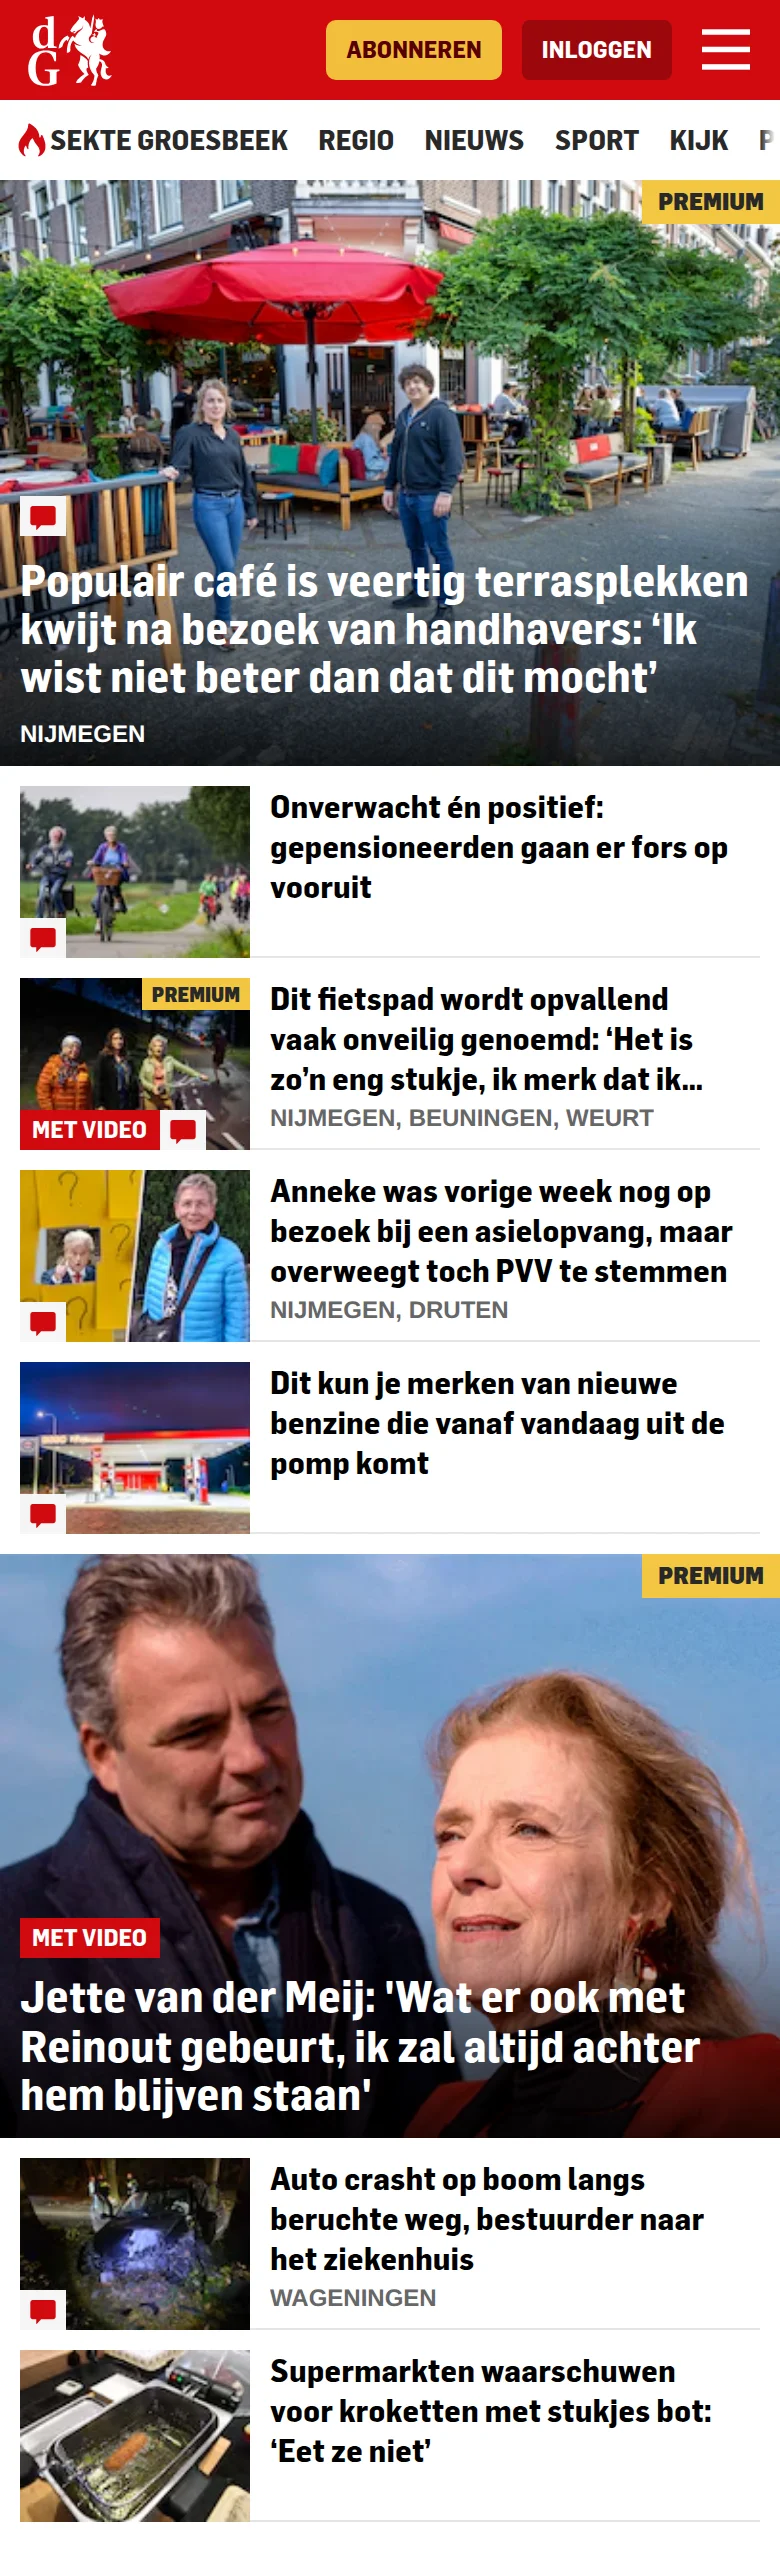 dG
ABONNEREN
INLOGGEN
SEKTE GROESBEEK REGIO NIEUWS SPORT KIJK P
PREMIUM
Populair café is veertig terrasplekken
kwijt na bezoek van handhavers: ‘Ik
wist niet beter dan dat dit mocht’
NIJMEGEN
Onverwacht én positief:
gepensioneerden gaan er fors op
vooruit
PREMIUM
MET VIDEO
Dit fietspad wordt opvallend
vaak onveilig genoemd: ‘Het is
zo’n eng stukje, ik merk dat ik...
NIJMEGEN, BEUNINGEN, WEURT
Anneke was vorige week nog op
bezoek bij een asielopvang, maar
overweegt toch PVV te stemmen
NIJMEGEN, DRUTEN
Dit kun je merken van nieuwe
benzine die vanaf vandaag uit de
pomp komt
PREMIUM
MET VIDEO
Jette van der Meij: 'Wat er ook met
Reinout gebeurt, ik zal altijd achter
hem blijven staan'
Auto crasht op boom langs
beruchte weg, bestuurder naar
het ziekenhuis
WAGENINGEN
Supermarkten waarschuwen
voor kroketten met stukjes bot:
‘Eet ze niet’